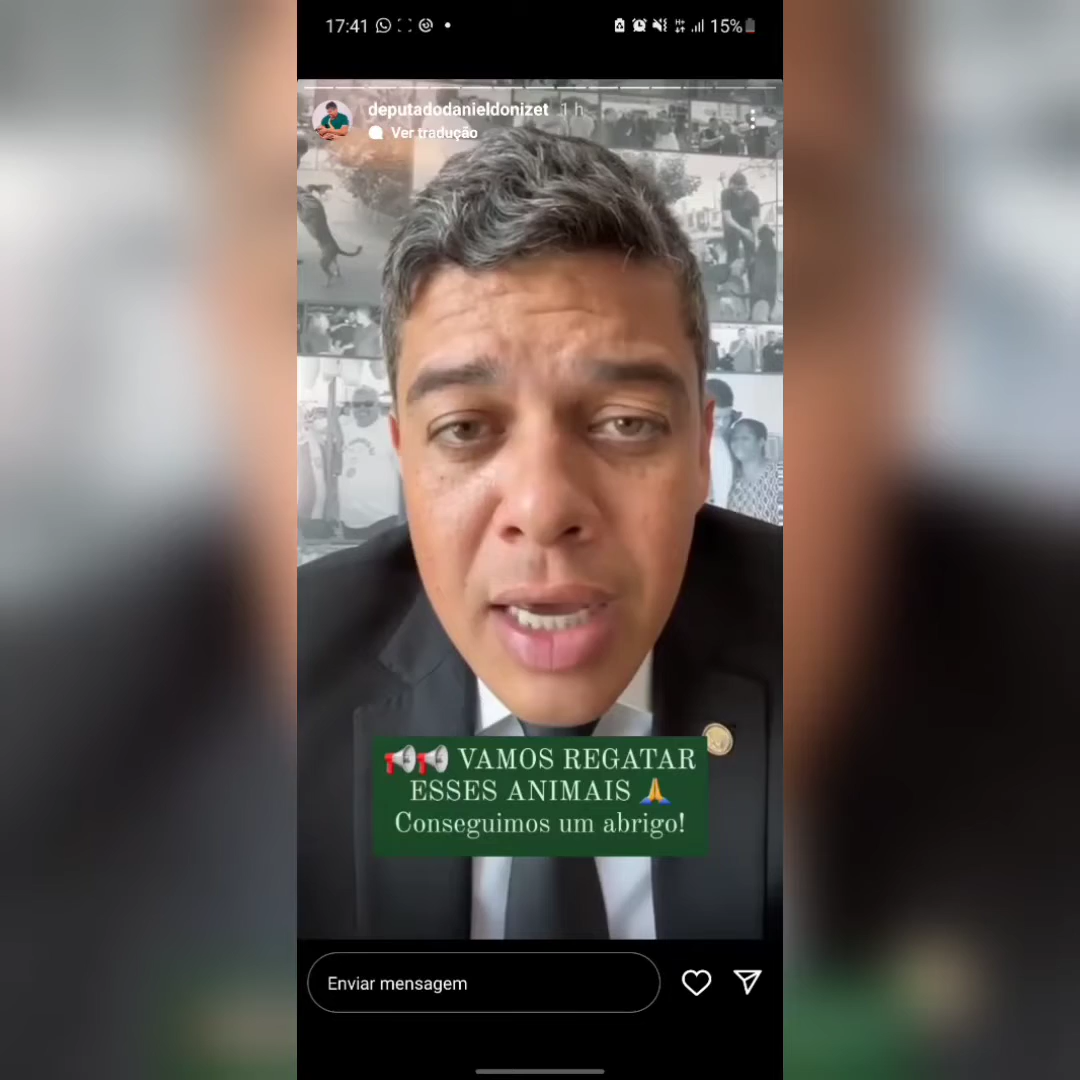 17:41
15%
deputadodanieldonizet 1 h
Ver tradução
📢📢 VAMOS REGATAR
ESSES ANIMAIS 🙏
Conseguimos um abrigo!
Enviar mensagem